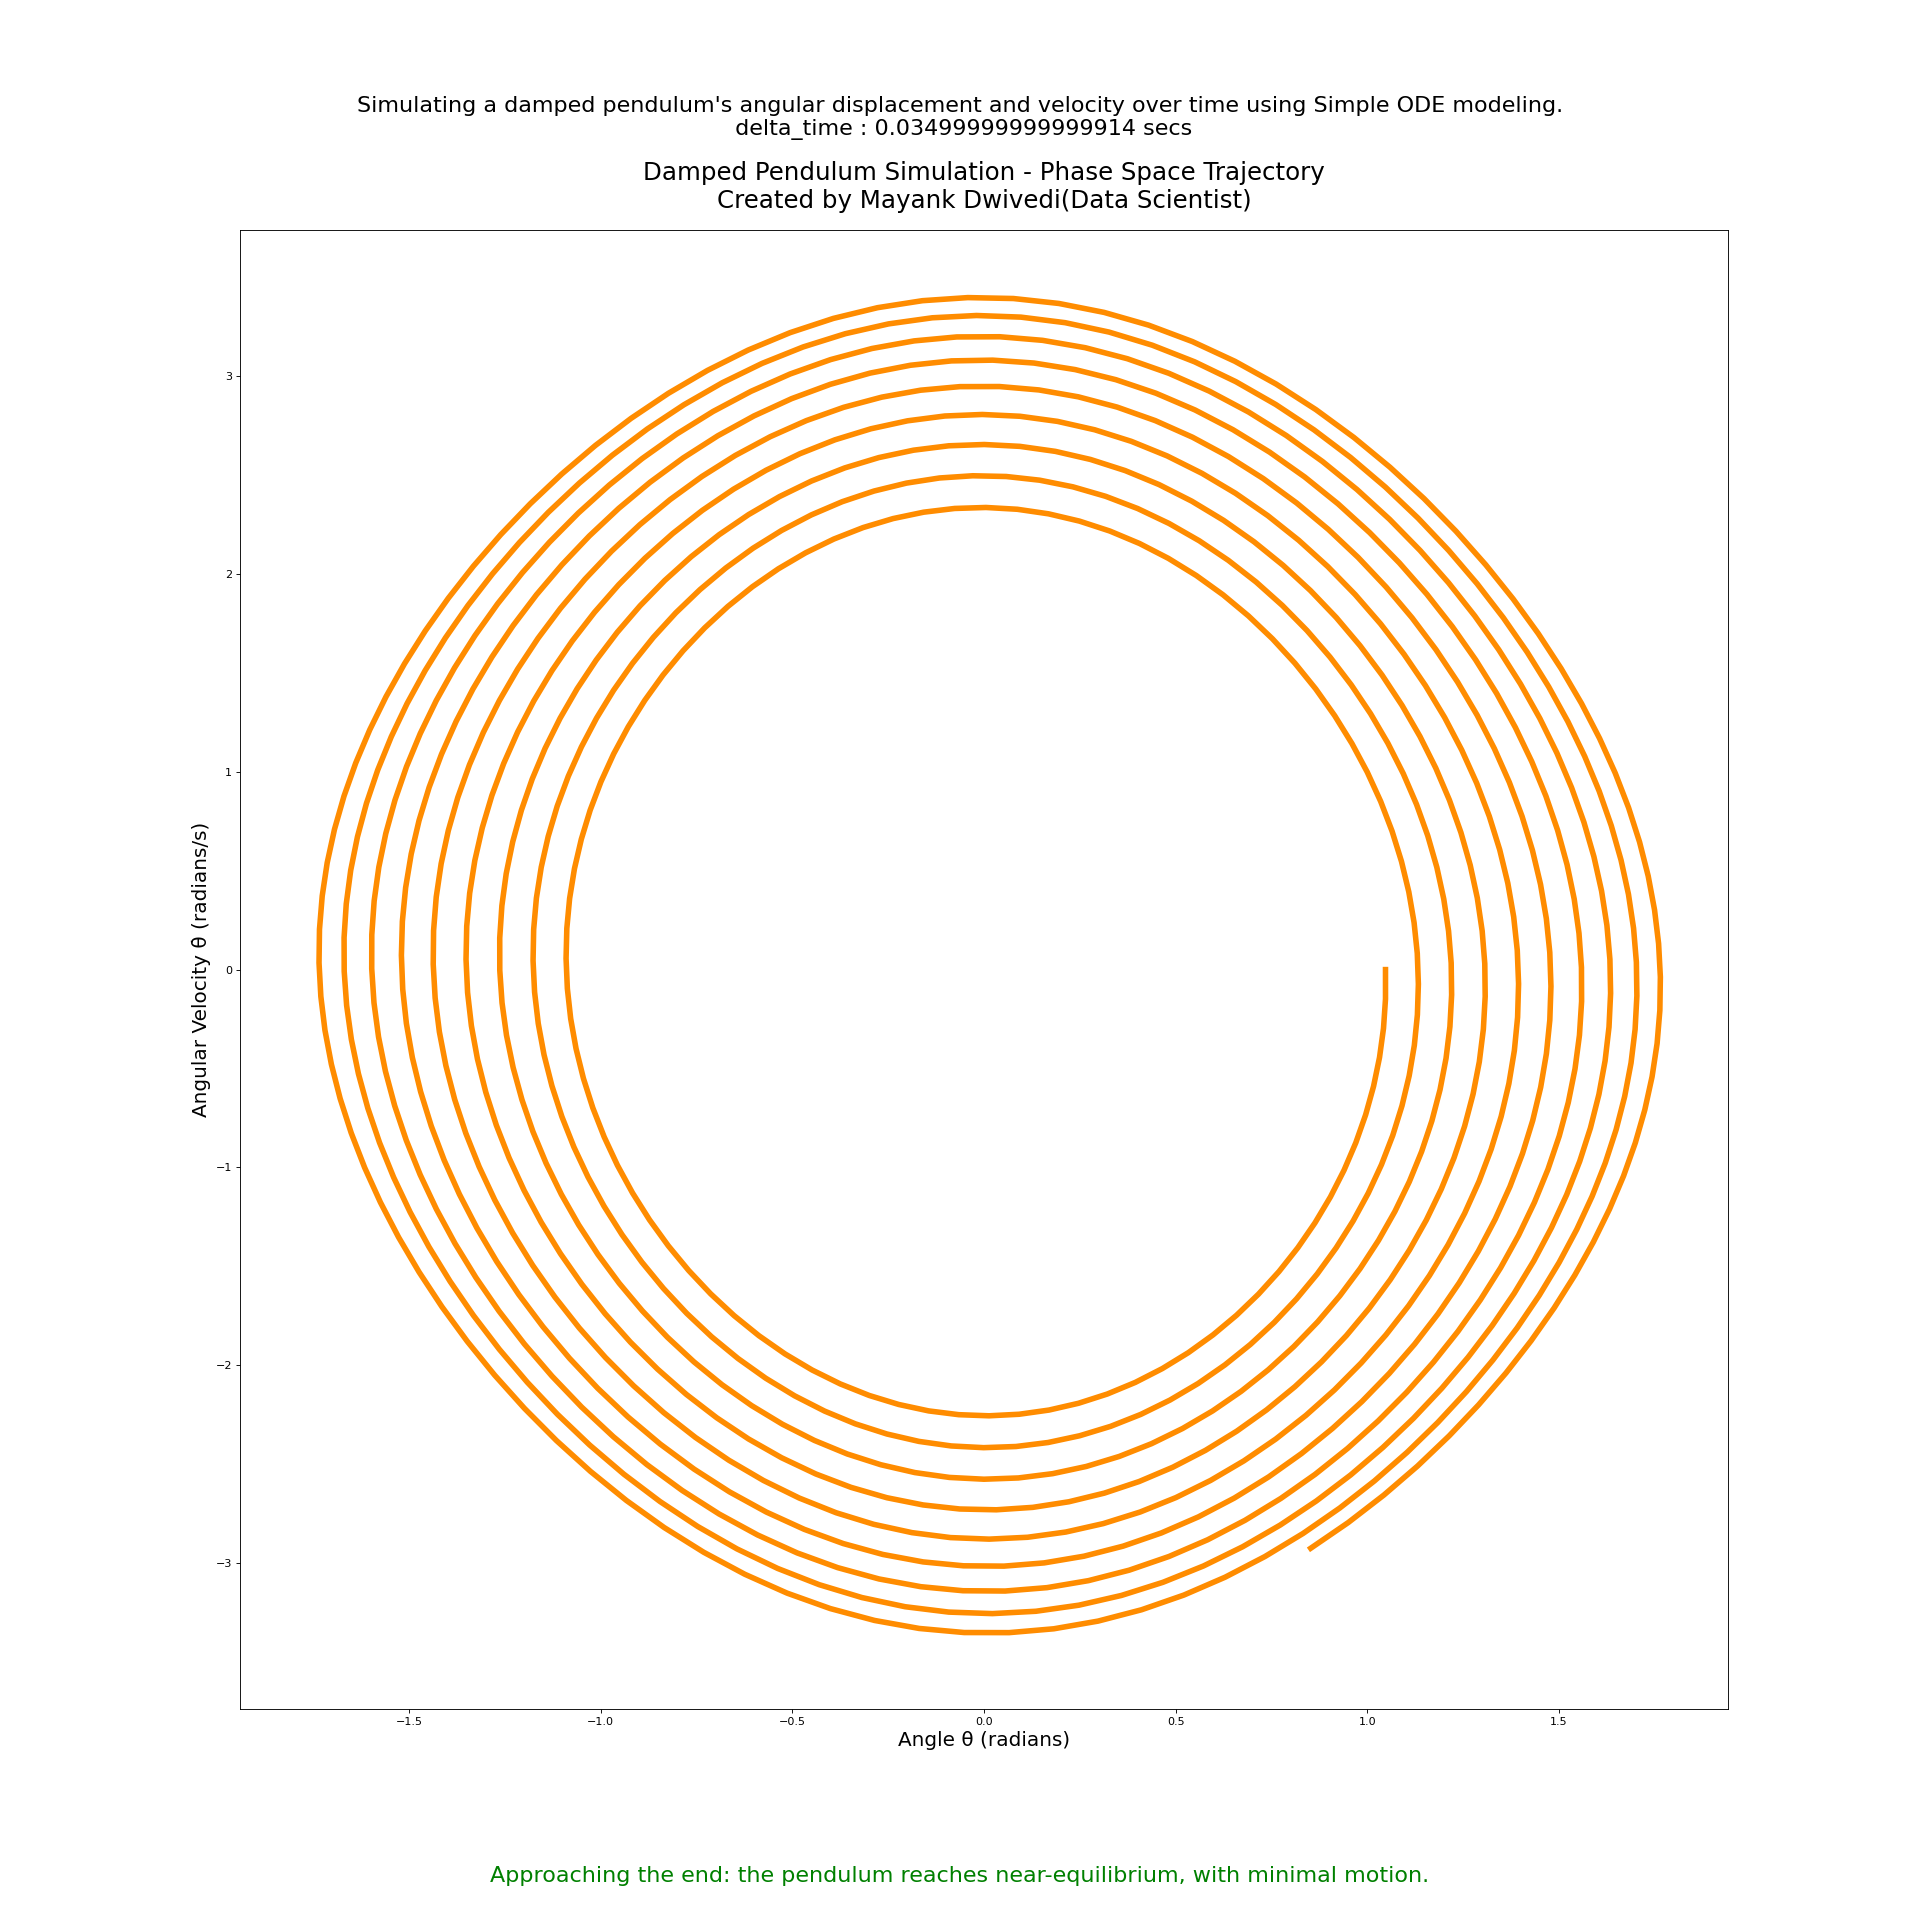 Simulating a damped pendulum's angular displacement and velocity over time using Simple ODE modeling.
delta_time : 0.03499999999999914 secs
Damped Pendulum Simulation - Phase Space Trajectory
Created by Mayank Dwivedi(Data Scientist)
Angular Velocity θ (radians/s)
3
2
1
0
−1
−2
−3
−1.5
−1.0
−0.5
0.0
0.5
1.0
1.5
Angle θ (radians)
Approaching the end: the pendulum reaches near-equilibrium, with minimal motion.